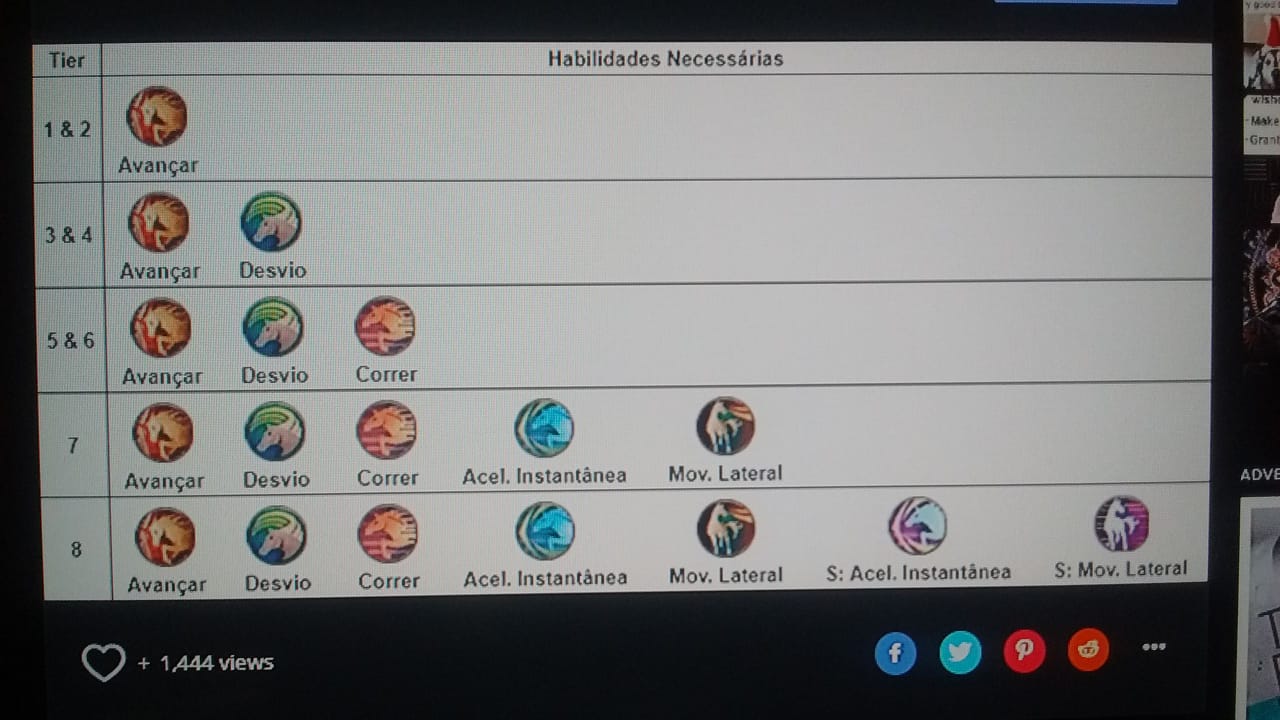 Tier Habilidades Necessárias
1 & 2
Avançar
3 & 4
Avançar Desvio
5 & 6
Avançar Desvio Correr
7
Avançar Desvio Correr Acel. Instantânea Mov. Lateral
8
Avançar Desvio Correr Acel. Instantânea Mov. Lateral S: Acel. Instantânea S: Mov. Lateral
+ 1,444 views
-Make
ADVE